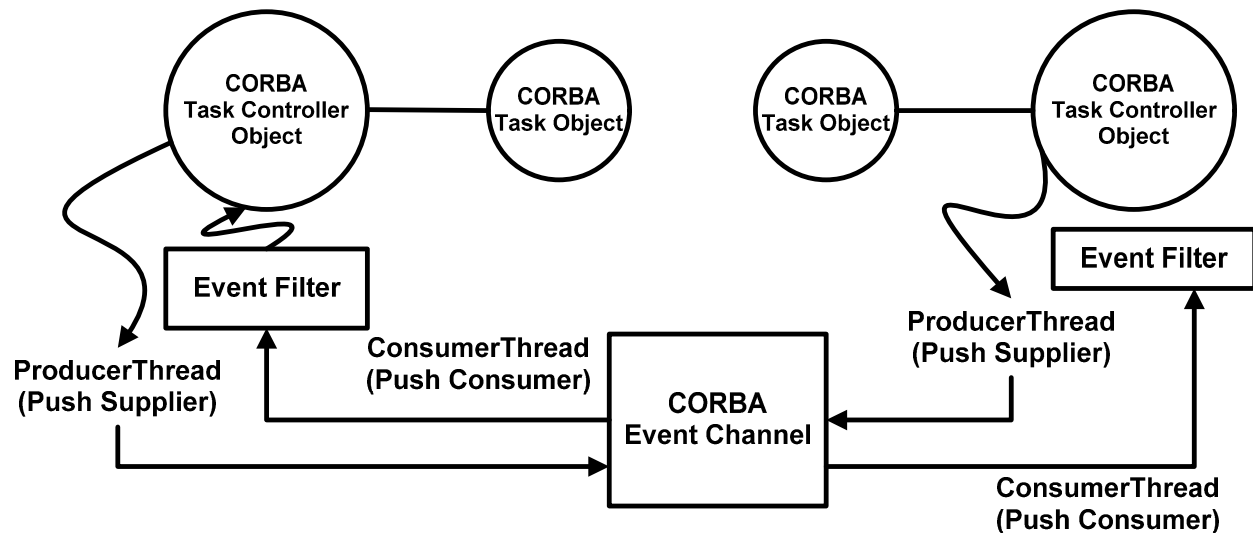 CORBA
Task Controller
Object
CORBA
Task Object
CORBA
Task Object
CORBA
Task Controller
Object
Event Filter
Event Filter
ProducerThread
(Push Supplier)
ConsumerThread
(Push Consumer)
ProducerThread
(Push Supplier)
CORBA
Event Channel
ConsumerThread
(Push Consumer)